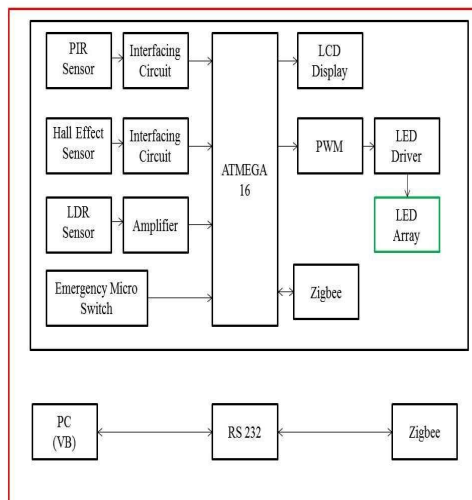 PIR
Sensor
Interfacing
Circuit
LCD
Display
Hall Effect
Sensor
Interfacing
Circuit
ATMEGA
16
PWM
LED
Driver
LDR
Sensor
Amplifier
LED
Array
Emergency Micro
Switch
Zigbee
PC
(VB)
RS 232
Zigbee